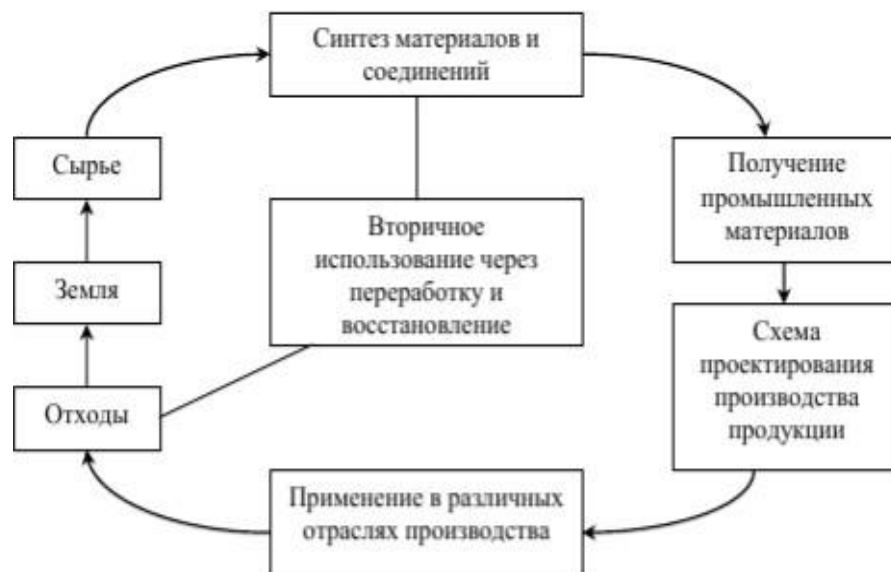 Синтез материалов и
соединений
Сырье
Получение
промышленных
материалов
Вторичное
использование через
переработку и
восстановление
Земля
Схема
проектирования
производства
продукции
Отходы
Применение в различных
отраслях производства